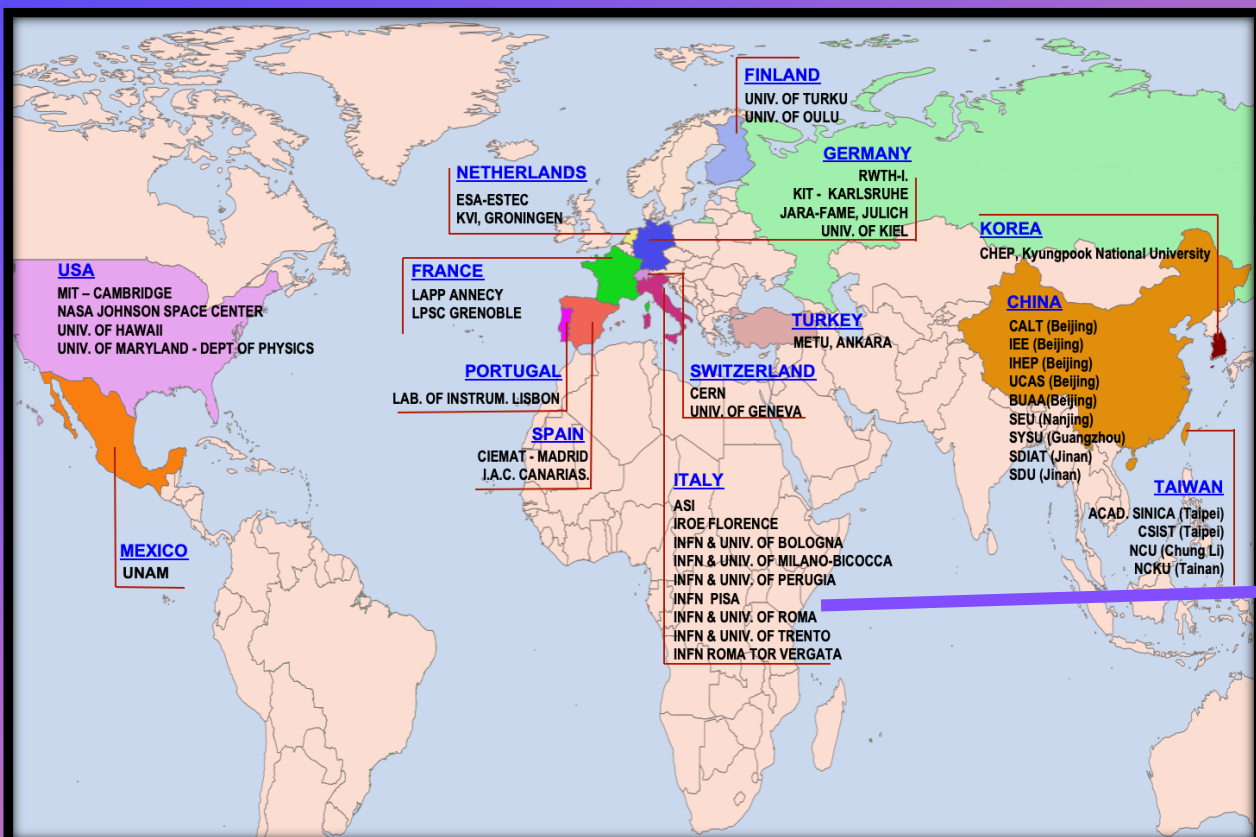 FINLAND
UNIV. OF TURKU
UNIV. OF OULU
GERMANY
RWTH-I.
KIT - KARLSRUHE
JARA-FAME, JULICH
UNIV. OF KIEL
NETHERLANDS
ESA-ESTEC
KVI, GRONINGEN
KOREA
CHEP, Kyungpook National University
USA
MIT – CAMBRIDGE
NASA JOHNSON SPACE CENTER
UNIV. OF HAWAII
UNIV. OF MARYLAND - DEPT OF PHYSICS
FRANCE
LAPP ANNECY
LPSC GRENOBLE
CHINA
CALT (Beijing)
IEE (Beijing)
IHEP (Beijing)
UCAS (Beijing)
BUAA(Beijing)
SEU (Nanjing)
SYSU (Guangzhou)
SDIAT (Jinan)
SDU (Jinan)
TURKEY
METU, ANKARA
PORTUGAL
LAB. OF INSTRUM. LISBON
SWITZERLAND
CERN
UNIV. OF GENEVA
SPAIN
CIEMAT - MADRID
I.A.C. CANARIAS.
ITALY
ASI
IROE FLORENCE
INFN & UNIV. OF BOLOGNA
INFN & UNIV. OF MILANO-BICOCCA
INFN & UNIV. OF PERUGIA
INFN PISA
INFN & UNIV. OF ROMA
INFN & UNIV. OF TRENTO
INFN ROMA TOR VERGATA
TAIWAN
ACAD. SINICA (Taipei)
CSIST (Taipei)
NCU (Chung Li)
NCKU (Tainan)
MEXICO
UNAM